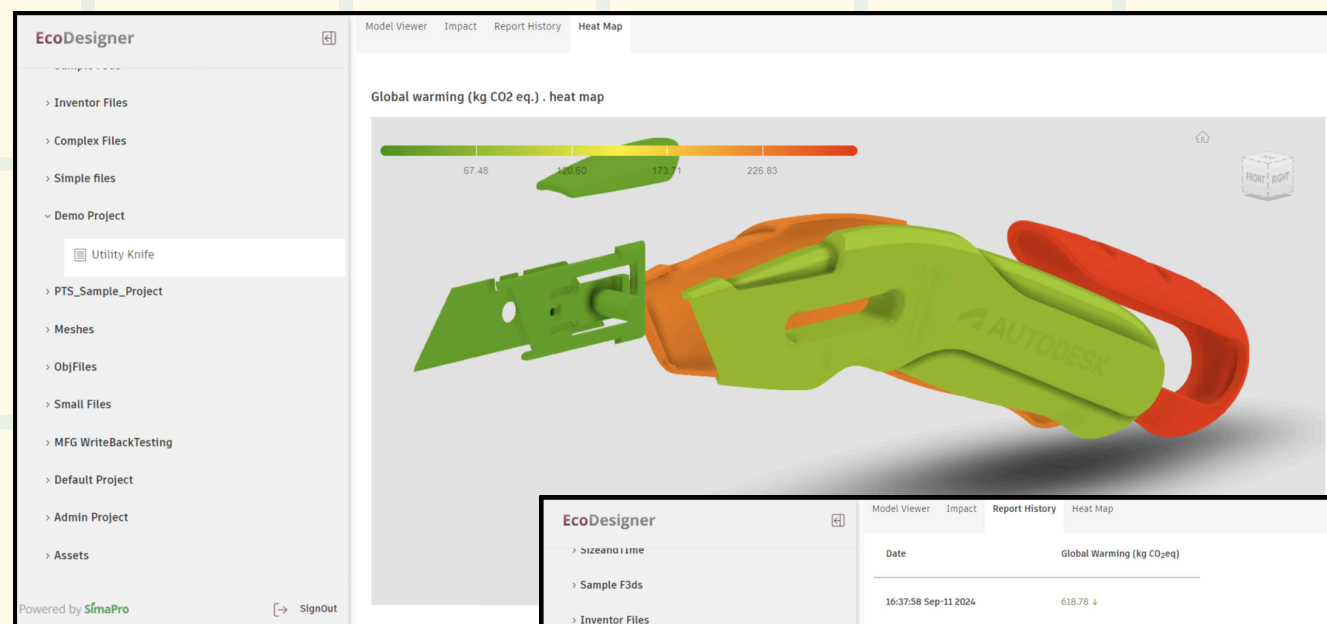 EcoDesigner
Model Viewer Impact Report History Heat Map
› Inventor Files
› Complex Files
› Simple files
Demo Project
Utility Knife
› PTS_Sample_Project
› Meshes
› ObjFiles
› Small Files
› MFG WriteBackTesting
› Default Project
› Admin Project
› Assets
Powered by SimaPro
SignOut
Global warming (kg CO2 eq.) . heat map
67.48 120.60 173.71 226.83
FRONT RIGHT
AUTODESK
EcoDesigner
Model Viewer Impact Report History Heat Map
› SizeandTIme
› Sample F3ds
› Inventor Files
Date Global Warming (kg CO₂eq)
16:37:58 Sep-11 2024 618.78 ↓